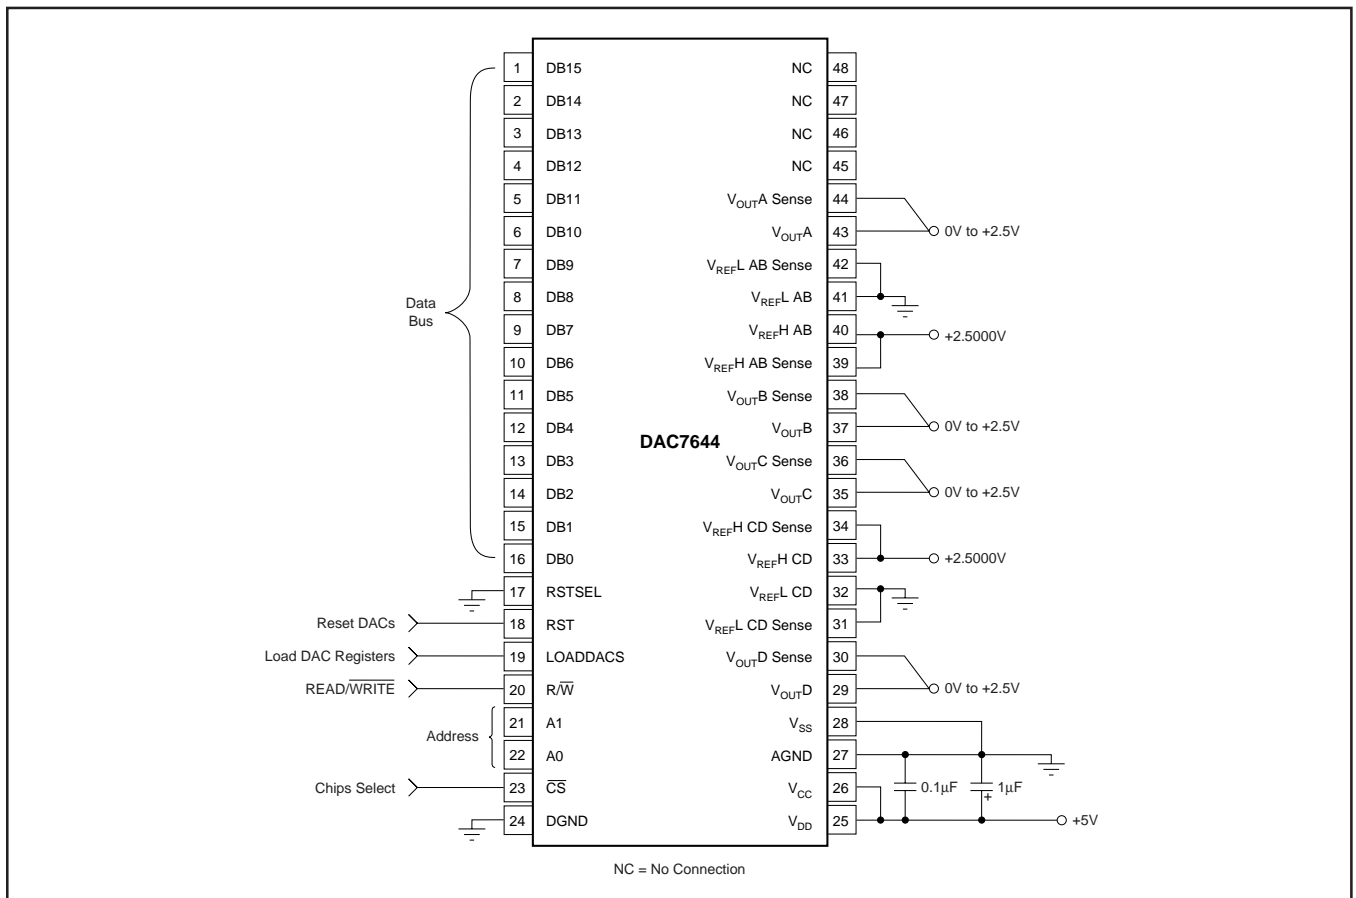 1 DB15 NC 48
2 DB14 NC 47
3 DB13 NC 46
4 DB12 NC 45
5 DB11 VOUTA Sense 44
6 DB10 VOUTA 43 0V to +2.5V
7 DB9 VREFL AB Sense 42
Data
Bus
8 DB8 VREFL AB 41
9 DB7 VREFH AB 40 +2.5000V
10 DB6 VREFH AB Sense 39
11 DB5 VOUTB Sense 38
12 DB4 VOUTB 37 0V to +2.5V
DAC7644
13 DB3 VOUTC Sense 36
14 DB2 VOUTC 35 0V to +2.5V
15 DB1 VREFH CD Sense 34
16 DB0 VREFH CD 33 +2.5000V
17 RSTSEL VREFL CD 32
Reset DACs 18 RST VREFL CD Sense 31
Load DAC Registers 19 LOADDACS VOUTD Sense 30
READ/W̅R̅I̅T̅E̅ 20 R/W̅ VOUTD 29 0V to +2.5V
Address
21 A1 VSS 28
22 A0 AGND 27
Chips Select 23 C̅S̅ VCC 26 0.1μF 1μF
+
24 DGND VDD 25 +5V
NC = No Connection